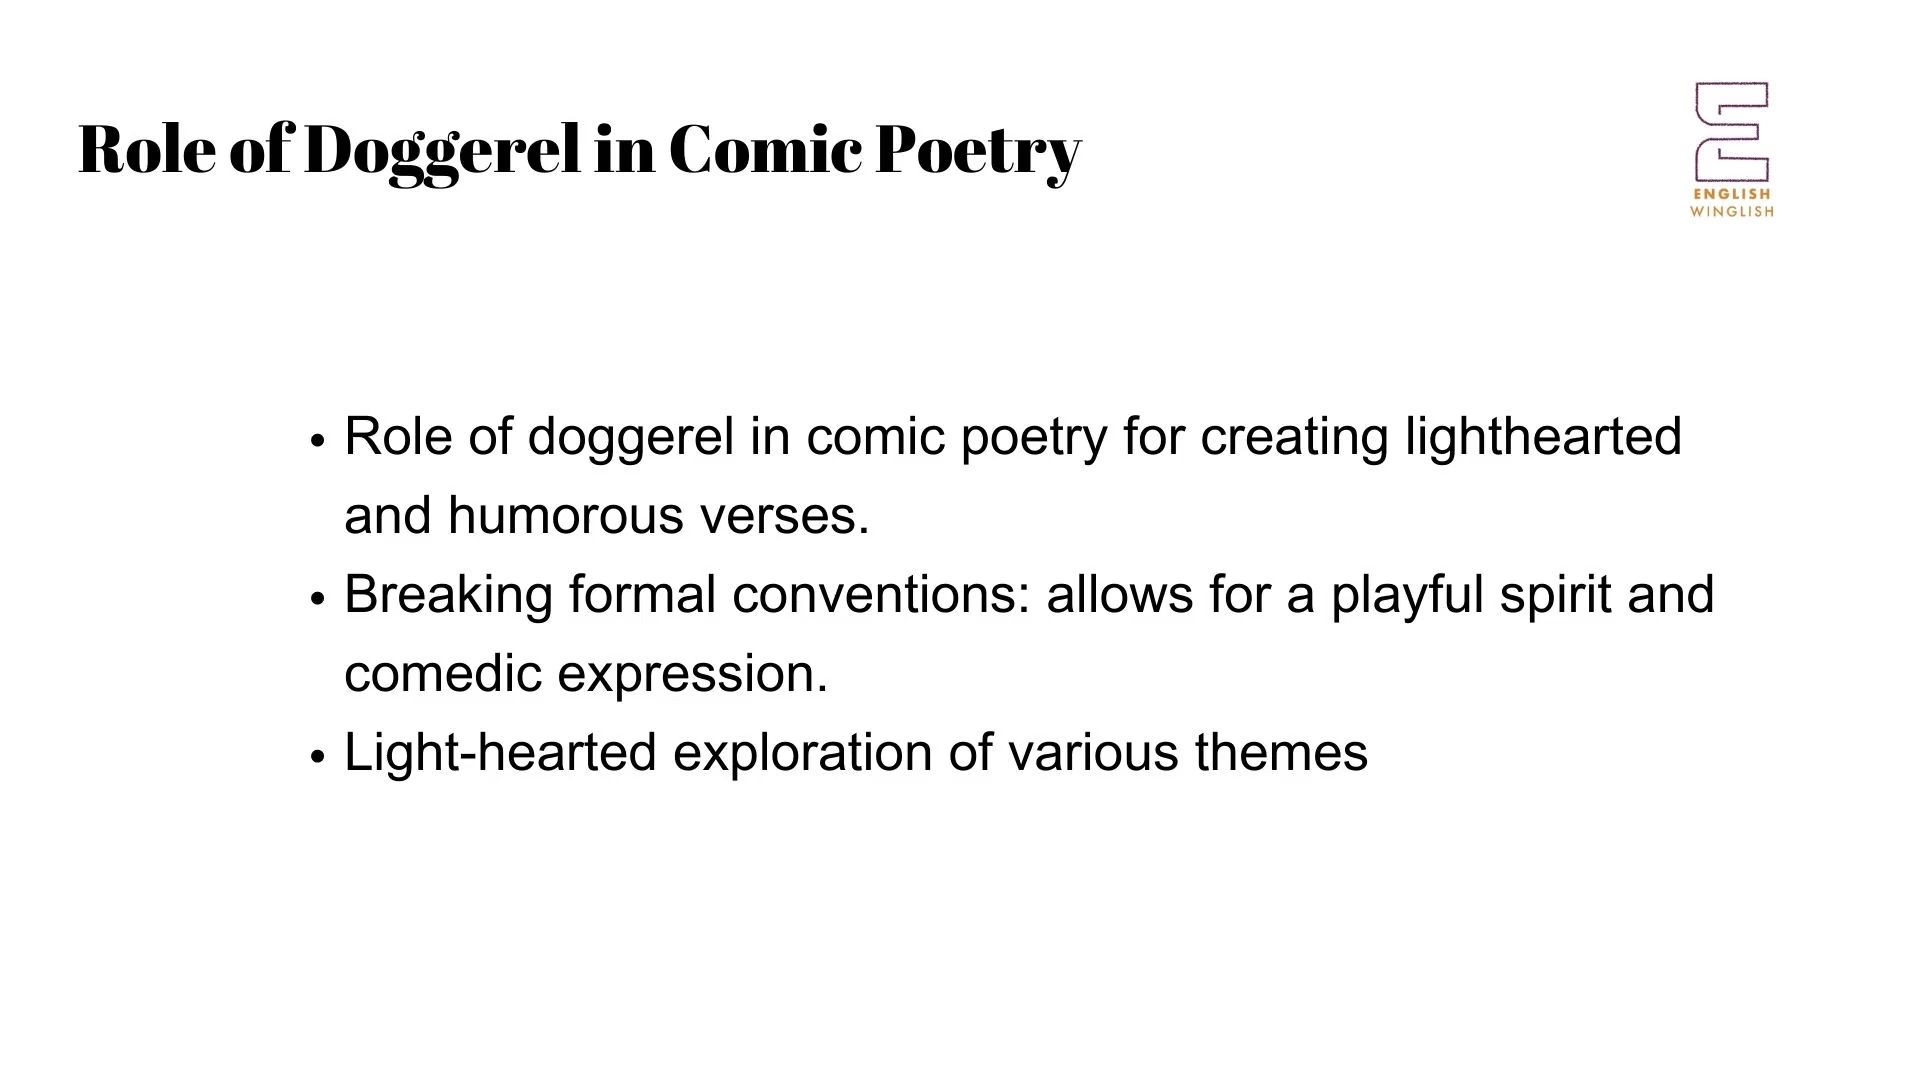 Role of Doggerel in Comic Poetry
ENGLISH
WINGLISH
• Role of doggerel in comic poetry for creating lighthearted
and humorous verses.
• Breaking formal conventions: allows for a playful spirit and
comedic expression.
• Light-hearted exploration of various themes